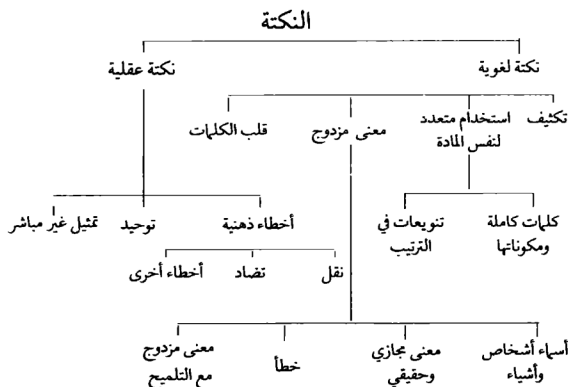 النكتة
نكتة لغوية
نكتة عقلية
تكثيف
استخدام متعدد
لنفس المادة
معنى مزدوج
قلب الكلمات
كلمات كاملة
ومكوناتها
تنويعات في
الترتيب
أخطاء ذهنية
توحيد
تمثيل غير مباشر
نقل
تضاد
أخطاء أخرى
أسماء أشخاص
وأشياء
معنى مجازي
وحقيقي
خطأ
معنى مزدوج
مع التلميح